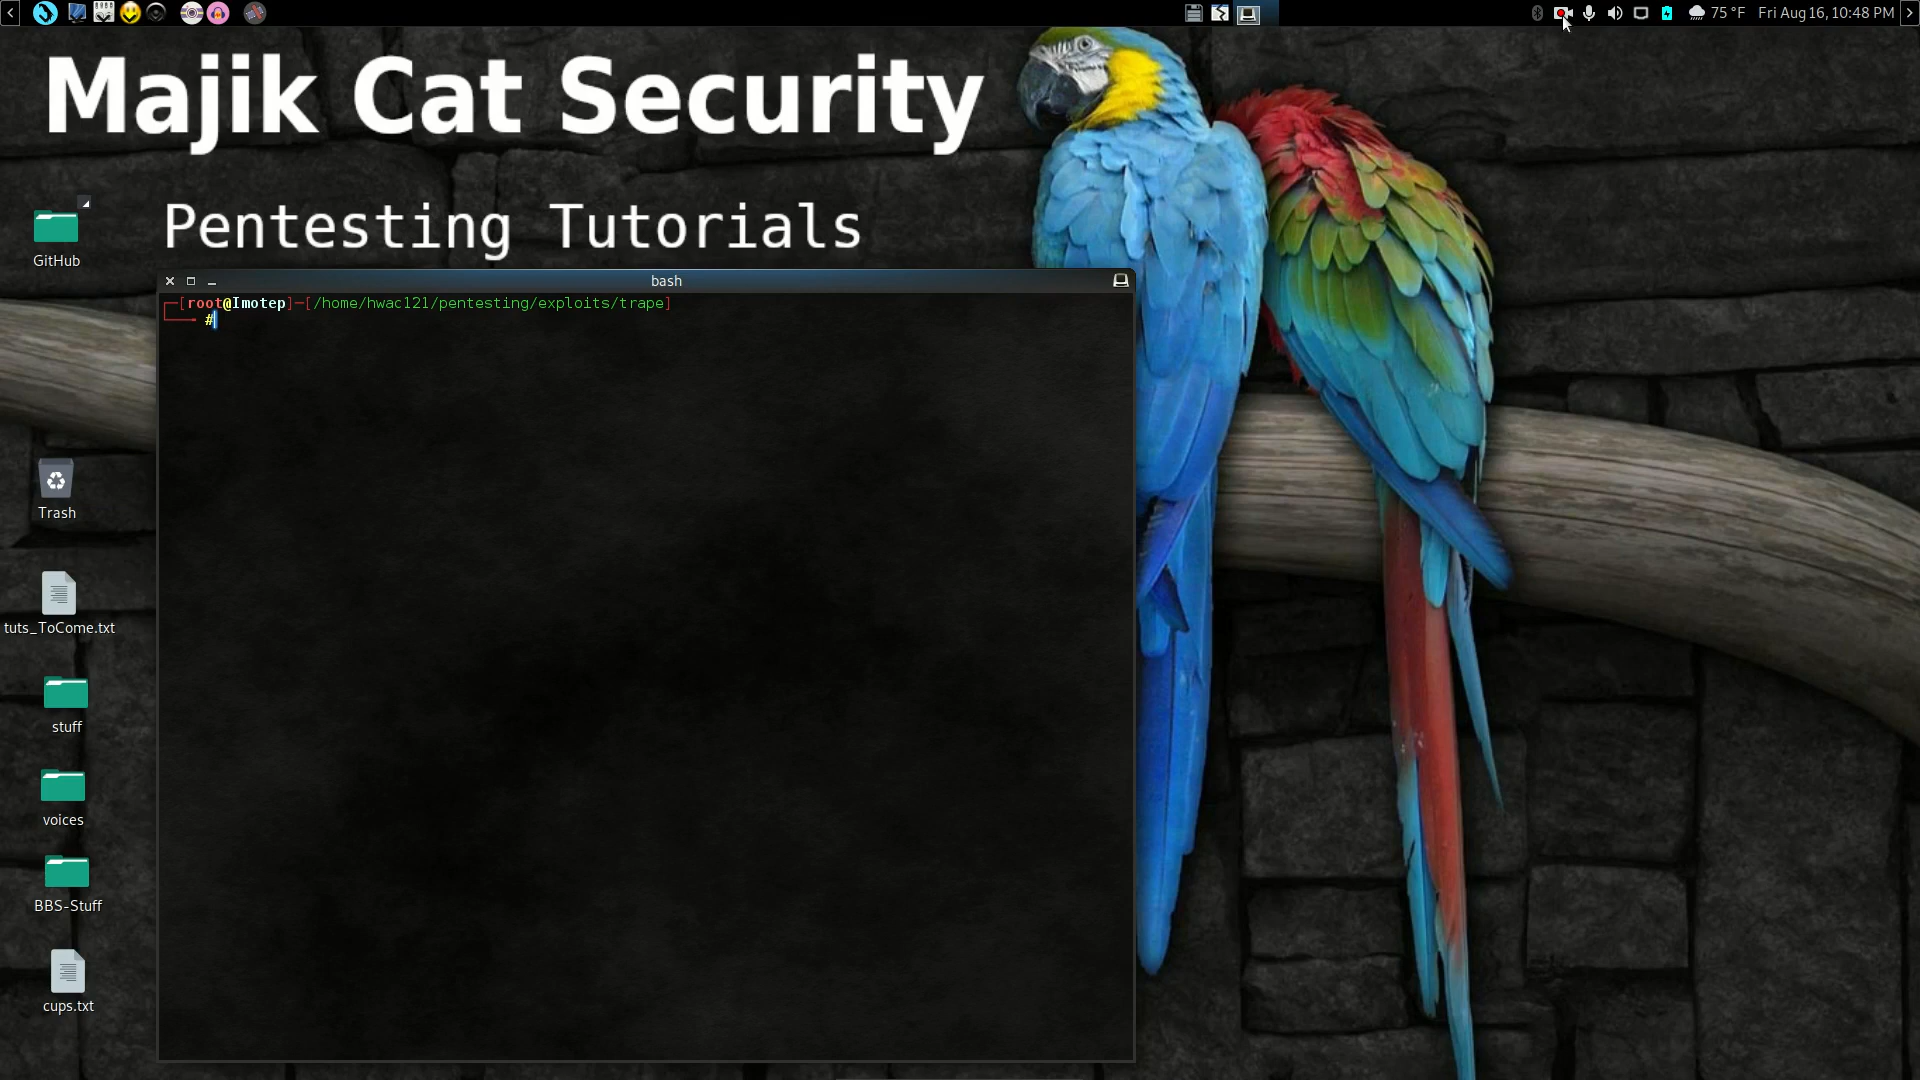 75 °F Fri Aug 16, 10:48 PM
Majik Cat Security
Pentesting Tutorials
GitHub
bash
┌─[root@Imotep]─[/home/hwac121/pentesting/exploits/trape]
└──╼ #
Trash
tuts_ToCome.txt
stuff
voices
BBS-Stuff
cups.txt